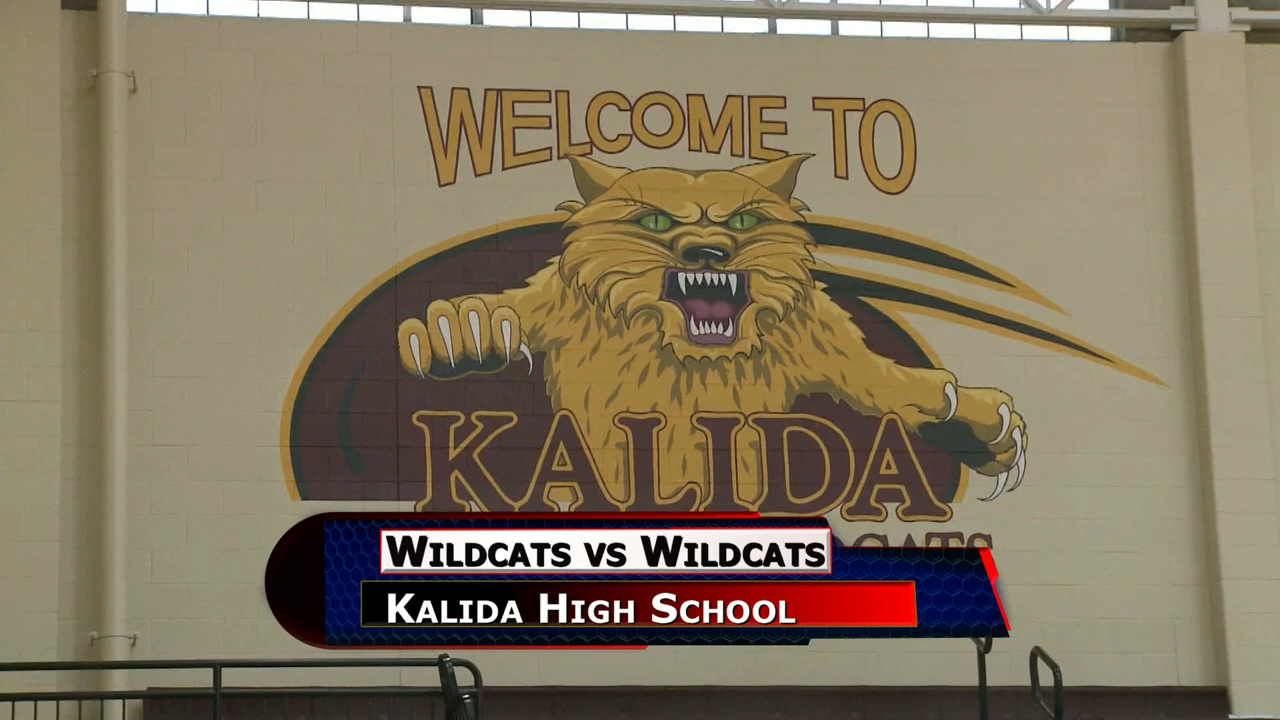 WELCOME TO
KALIDA
WILDCATS VS WILDCATS
KALIDA HIGH SCHOOL